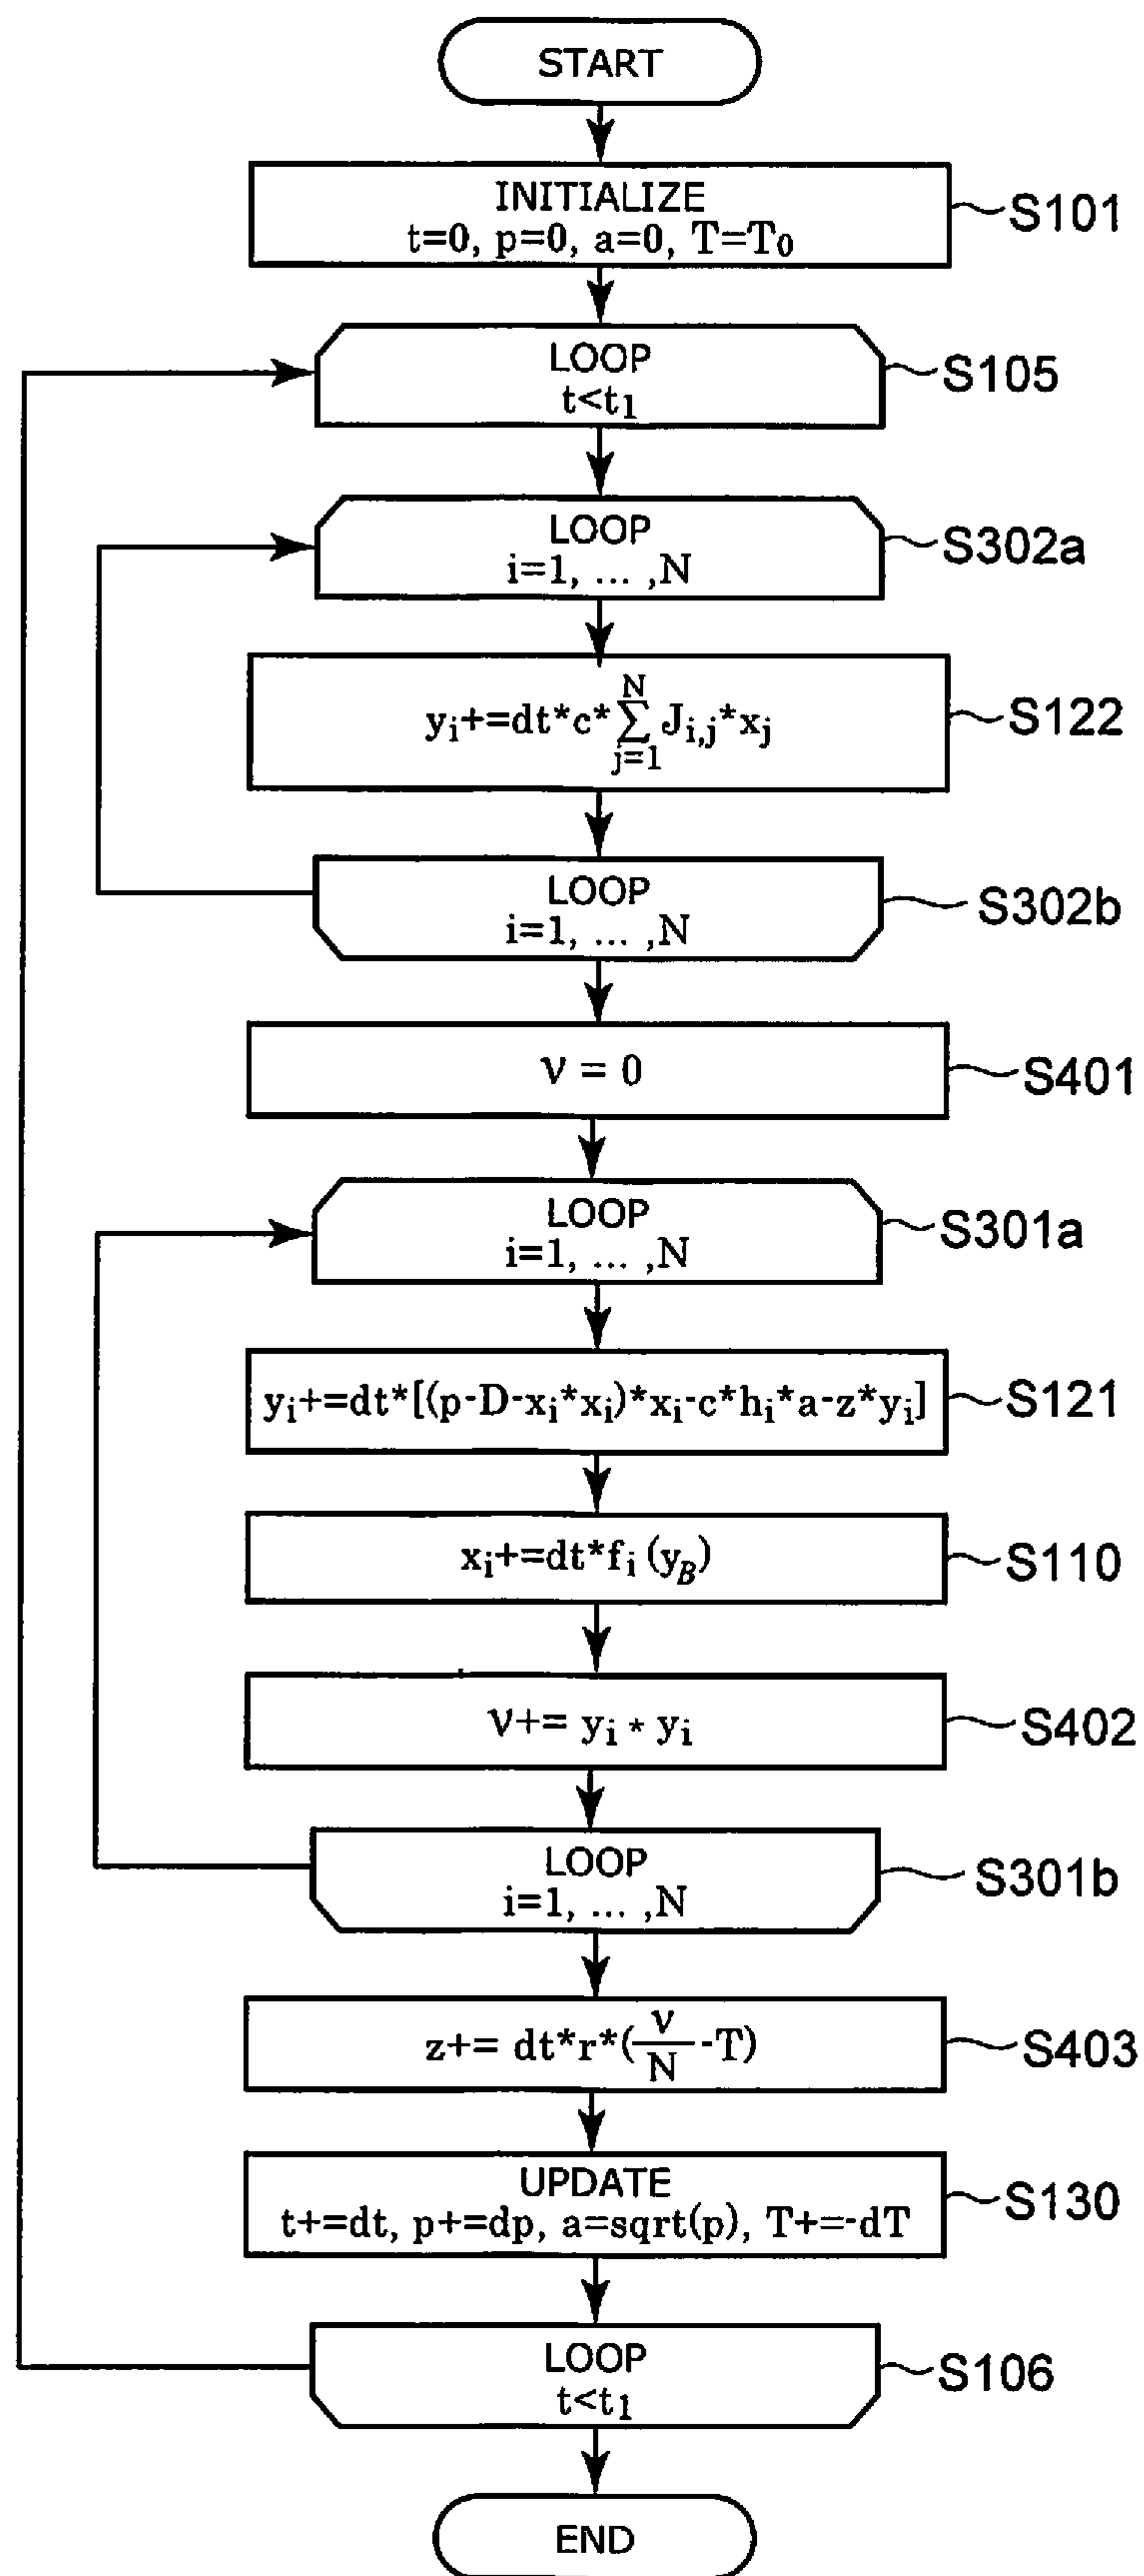 START
INITIALIZE
t=0, p=0, a=0, T=T₀
S101
LOOP
t<t₁
S105
LOOP
i=1, ... ,N
S302a
yᵢ+=dt*c*∑ⱼ₌₁ᴺ Jᵢ,ⱼ*xⱼ
S122
LOOP
i=1, ... ,N
S302b
ν = 0
S401
LOOP
i=1, ... ,N
S301a
yᵢ+=dt*[(p-D-xᵢ*xᵢ)*xᵢ-c*hᵢ*a-z*yᵢ]
S121
xᵢ+=dt*fᵢ(y_B)
S110
ν+= yᵢ * yᵢ
S402
LOOP
i=1, ... ,N
S301b
z+= dt*r*(ν/N -T)
S403
UPDATE
t+=dt, p+=dp, a=sqrt(p), T+=-dT
S130
LOOP
t<t₁
S106
END